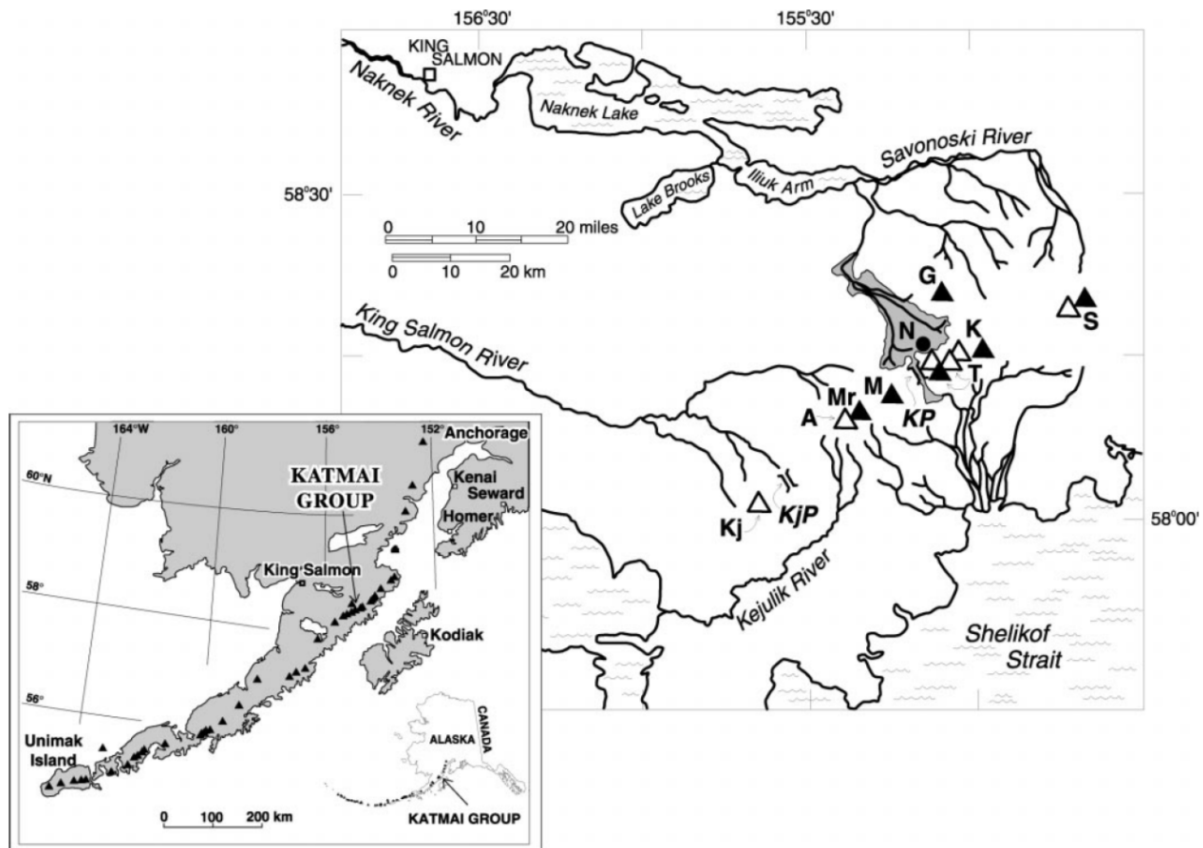 156°30'
155°30'
KING
SALMON
Naknek River
Naknek Lake
Savonoski River
Iliuk Arm
Lake Brooks
58°30'
0 10 20 miles
0 10 20 km
G
S
N
K
King Salmon River
T
M
KP
Mr
A
Kj
KjP
58°00'
Kejulik River
Shelikof
Strait
164°W
160°
156°
152°
Anchorage
60°N
KATMAI
GROUP
Kenai
Seward
Homer
King Salmon
58°
Kodiak
56°
Unimak
Island
ALASKA
CANADA
0 100 200 km
KATMAI GROUP